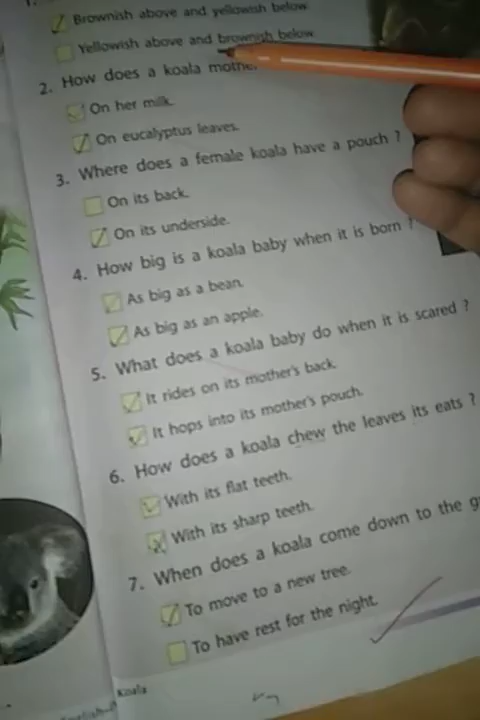 1.
Brownish above and yellowish below
Yellowish above and brownish below
2. How does a koala mother
On her milk.
On eucalyptus leaves.
3. Where does a female koala have a pouch ?
On its back.
On its underside.
4. How big is a koala baby when it is born ?
As big as a bean.
As big as an apple.
5. What does a koala baby do when it is scared ?
It rides on its mother's back.
It hops into its mother's pouch.
6. How does a koala chew the leaves its eats ?
With its flat teeth.
With its sharp teeth.
7. When does a koala come down to the
To move to a new tree.
To have rest for the night.
Koala